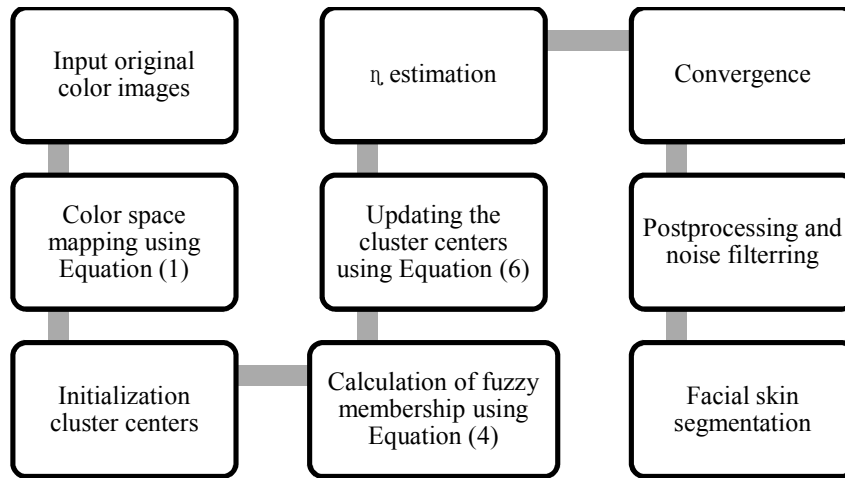 Input original
color images
Color space
mapping using
Equation (1)
Initialization
cluster centers
Calculation of fuzzy
membership using
Equation (4)
Updating the
cluster centers
using Equation (6)
η estimation
Convergence
Postprocessing and
noise filterring
Facial skin
segmentation